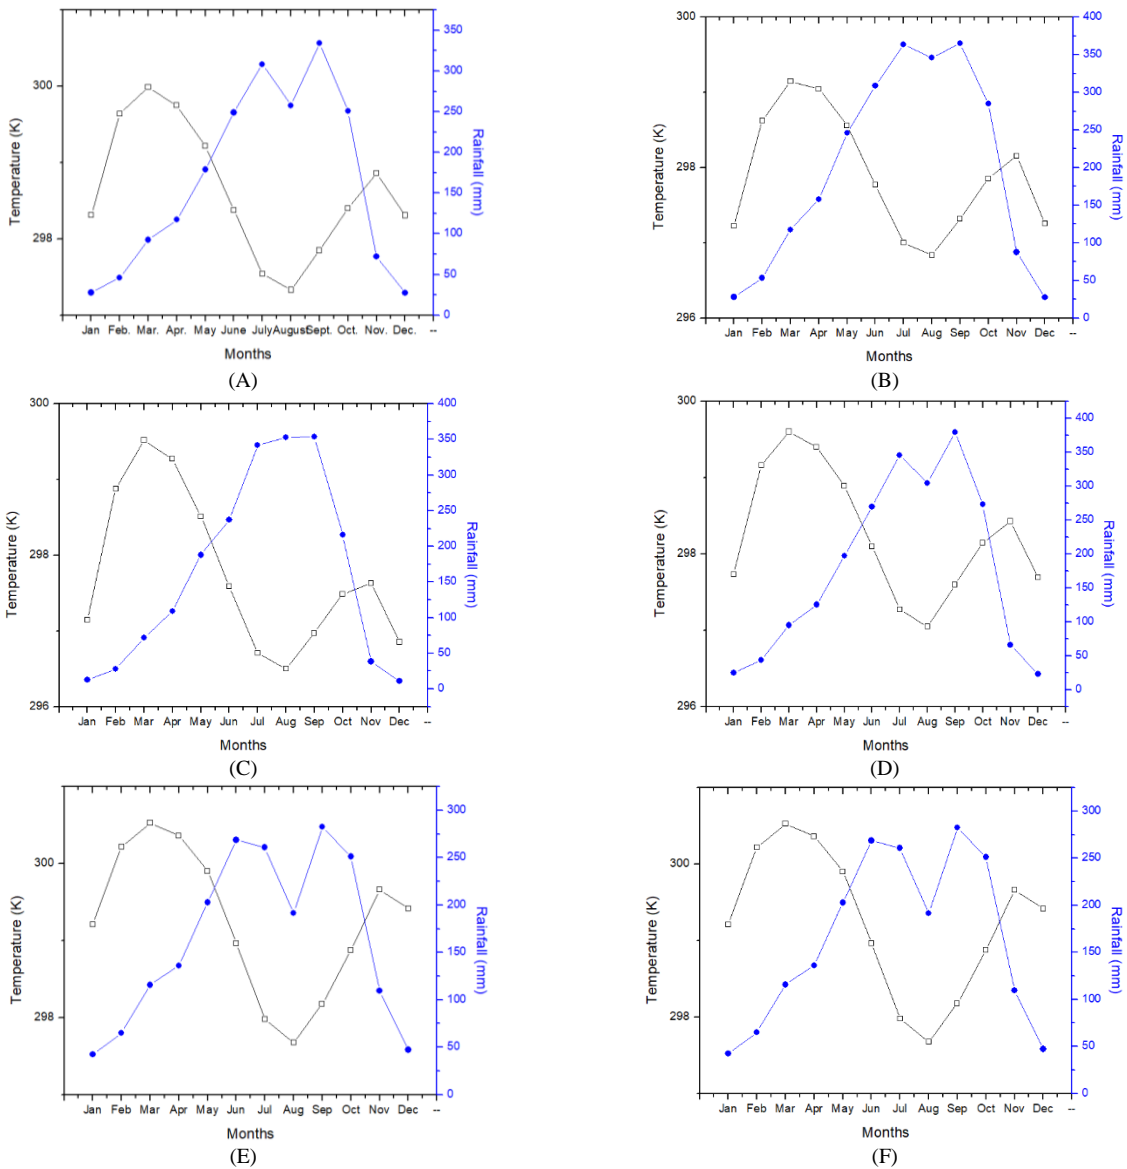 300
298
Temperature (K)
350
300
250
200
150
100
50
0
Rainfall (mm)
Jan Feb. Mar. Apr. May June July August Sept. Oct. Nov. Dec. --
Months
(A)
300
298
296
Temperature (K)
400
350
300
250
200
150
100
50
0
Rainfall (mm)
Jan Feb Mar Apr May Jun Jul Aug Sep Oct Nov Dec --
Months
(B)
300
298
296
Temperature (K)
400
350
300
250
200
150
100
50
0
Rainfall (mm)
Jan Feb Mar Apr May Jun Jul Aug Sep Oct Nov Dec --
Months
(C)
300
298
296
Temperature (K)
400
350
300
250
200
150
100
50
0
Rainfall (mm)
Jan Feb Mar Apr May Jun Jul Aug Sep Oct Nov Dec --
Months
(D)
300
298
Temperature (K)
300
250
200
150
100
50
0
Rainfall (mm)
Jan Feb Mar Apr May Jun Jul Aug Sep Oct Nov Dec --
Months
(E)
300
298
Temperature (K)
300
250
200
150
100
50
0
Rainfall (mm)
Jan Feb Mar Apr May Jun Jul Aug Sep Oct Nov Dec --
Months
(F)